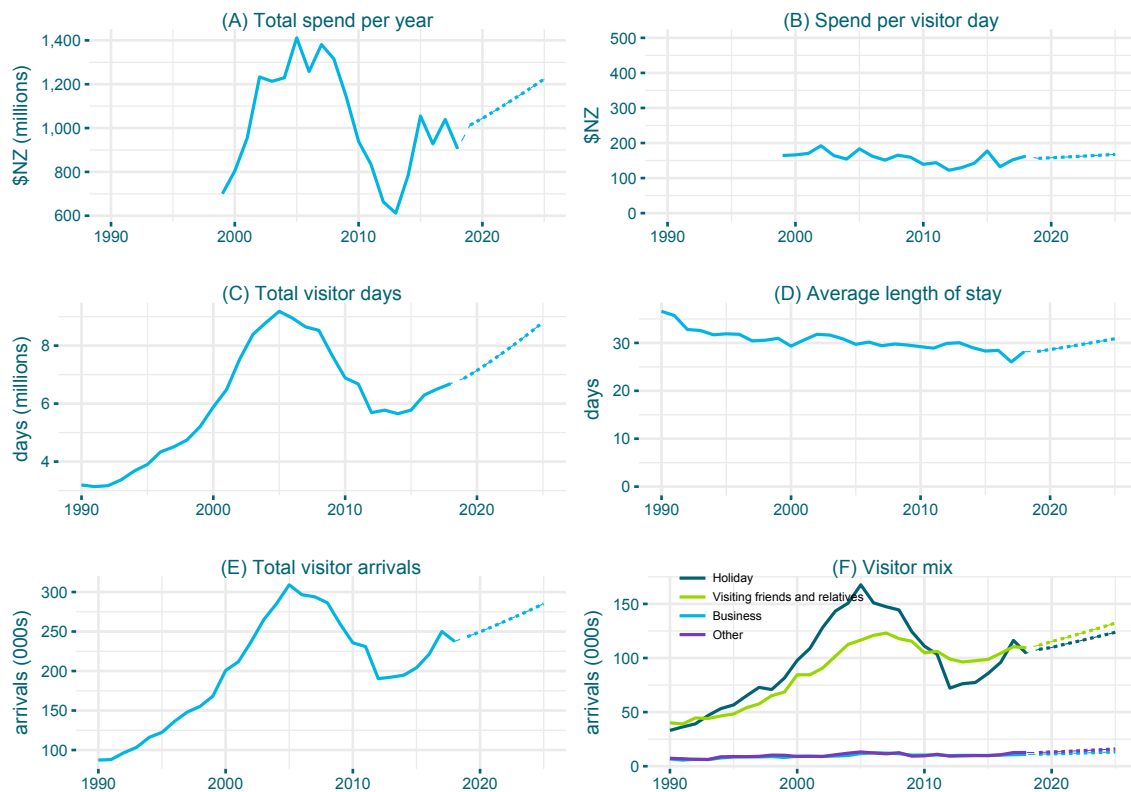 (A) Total spend per year
$NZ (millions)
1,400
1,200
1,000
800
600
1990 2000 2010 2020
(B) Spend per visitor day
$NZ
500
400
300
200
100
0
1990 2000 2010 2020
(C) Total visitor days
days (millions)
8
6
4
1990 2000 2010 2020
(D) Average length of stay
days
30
20
10
0
1990 2000 2010 2020
(E) Total visitor arrivals
arrivals (000s)
300
250
200
150
100
1990 2000 2010 2020
(F) Visitor mix
Holiday
Visiting friends and relatives
Business
Other
arrivals (000s)
150
100
50
0
1990 2000 2010 2020